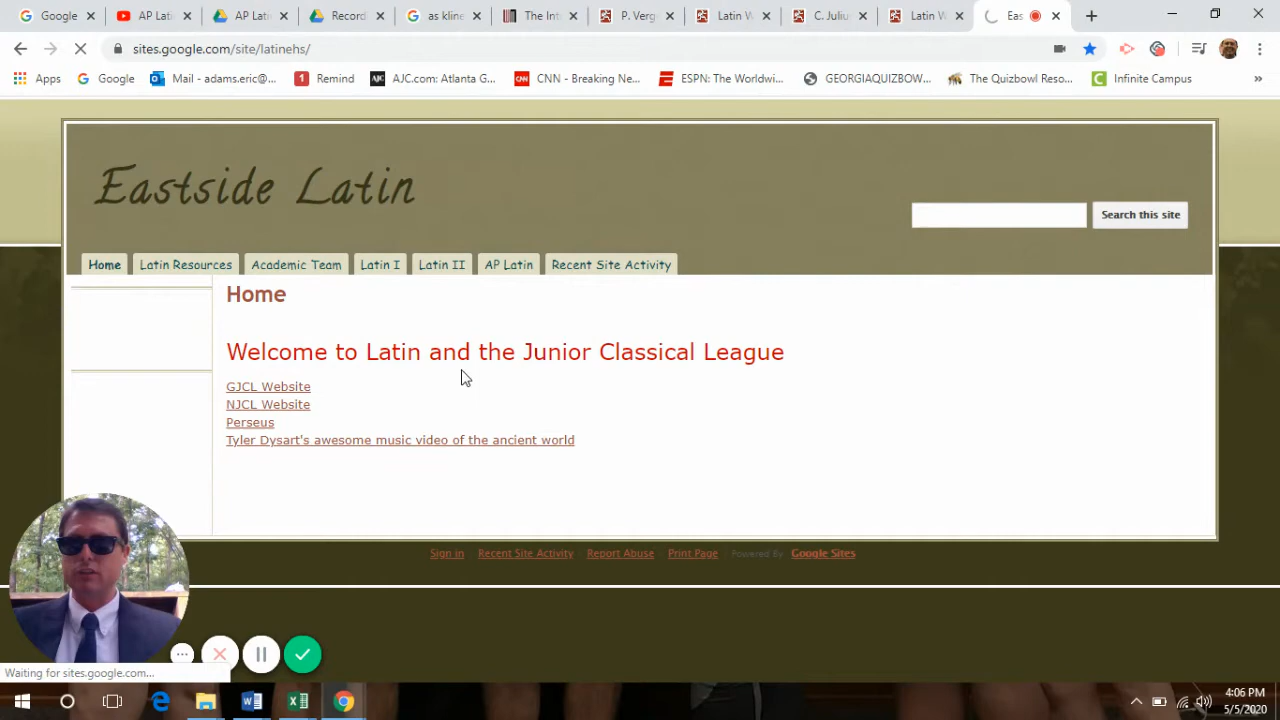 Google
AP Lati
AP Lati
Record
as kline
The Int
P. Verg
Latin W
C. Juliu
Latin W
Eas
sites.google.com/site/latinehs/
Apps
Google
Mail - adams.eric@...
Remind
AJC.com: Atlanta G...
CNN - Breaking Ne...
ESPN: The Worldwi...
GEORGIAQUIZBOW...
The Quizbowl Reso...
Infinite Campus
»
Eastside Latin
Search this site
Home
Latin Resources
Academic Team
Latin I
Latin II
AP Latin
Recent Site Activity
Home
Welcome to Latin and the Junior Classical League
GJCL Website
NJCL Website
Perseus
Tyler Dysart's awesome music video of the ancient world
Sign in
Recent Site Activity
Report Abuse
Print Page
Powered By
Google Sites
Waiting for sites.google.com...
4:06 PM
5/5/2020